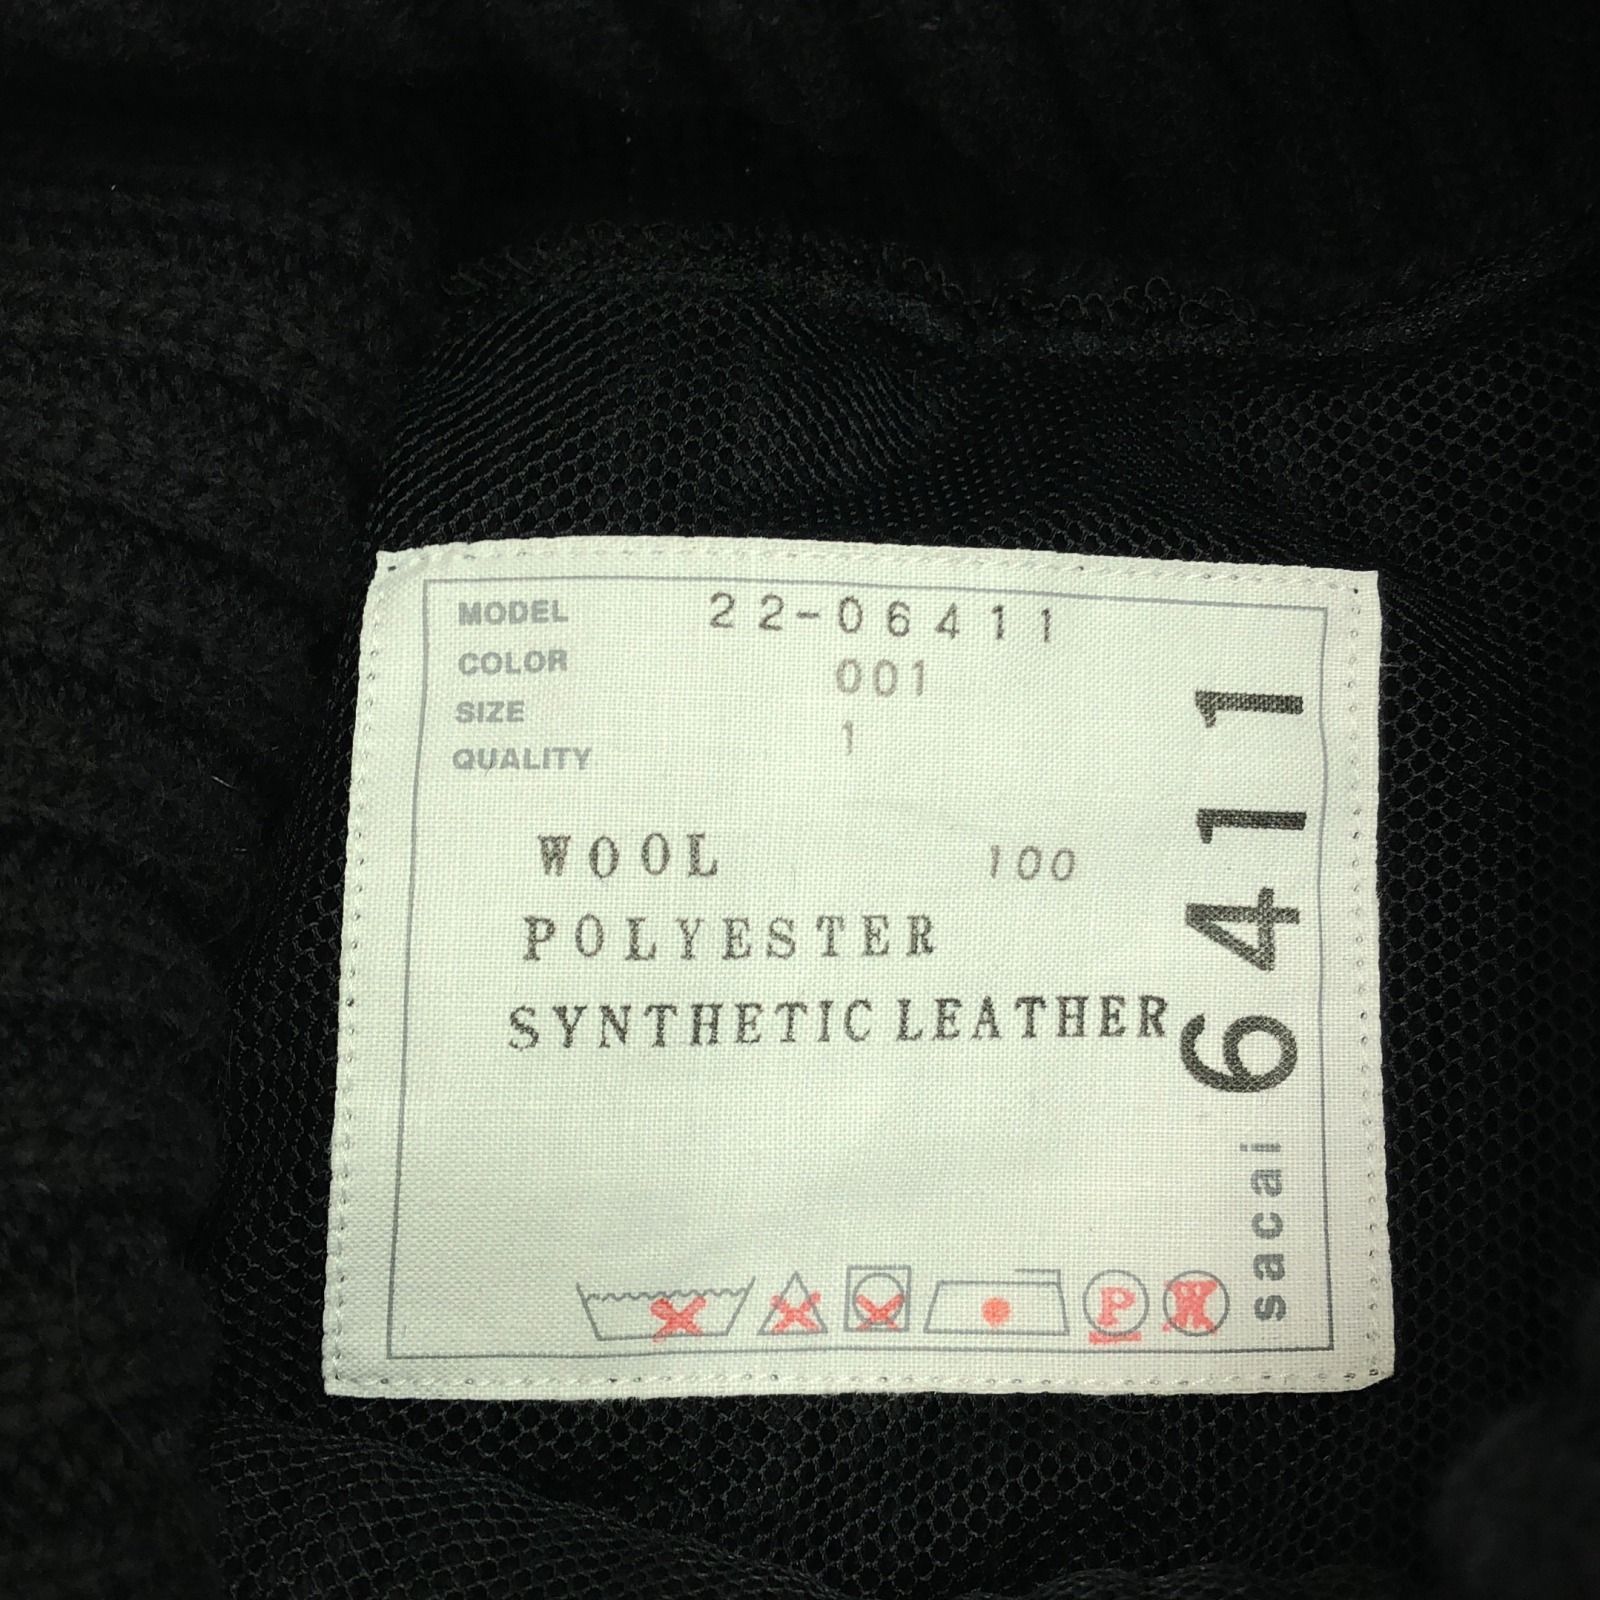 MODEL 22-06411
COLOR 001
SIZE 1
QUALITY
WOOL 100
POLYESTER
SYNTHETIC LEATHER
sacai 6411
P
W